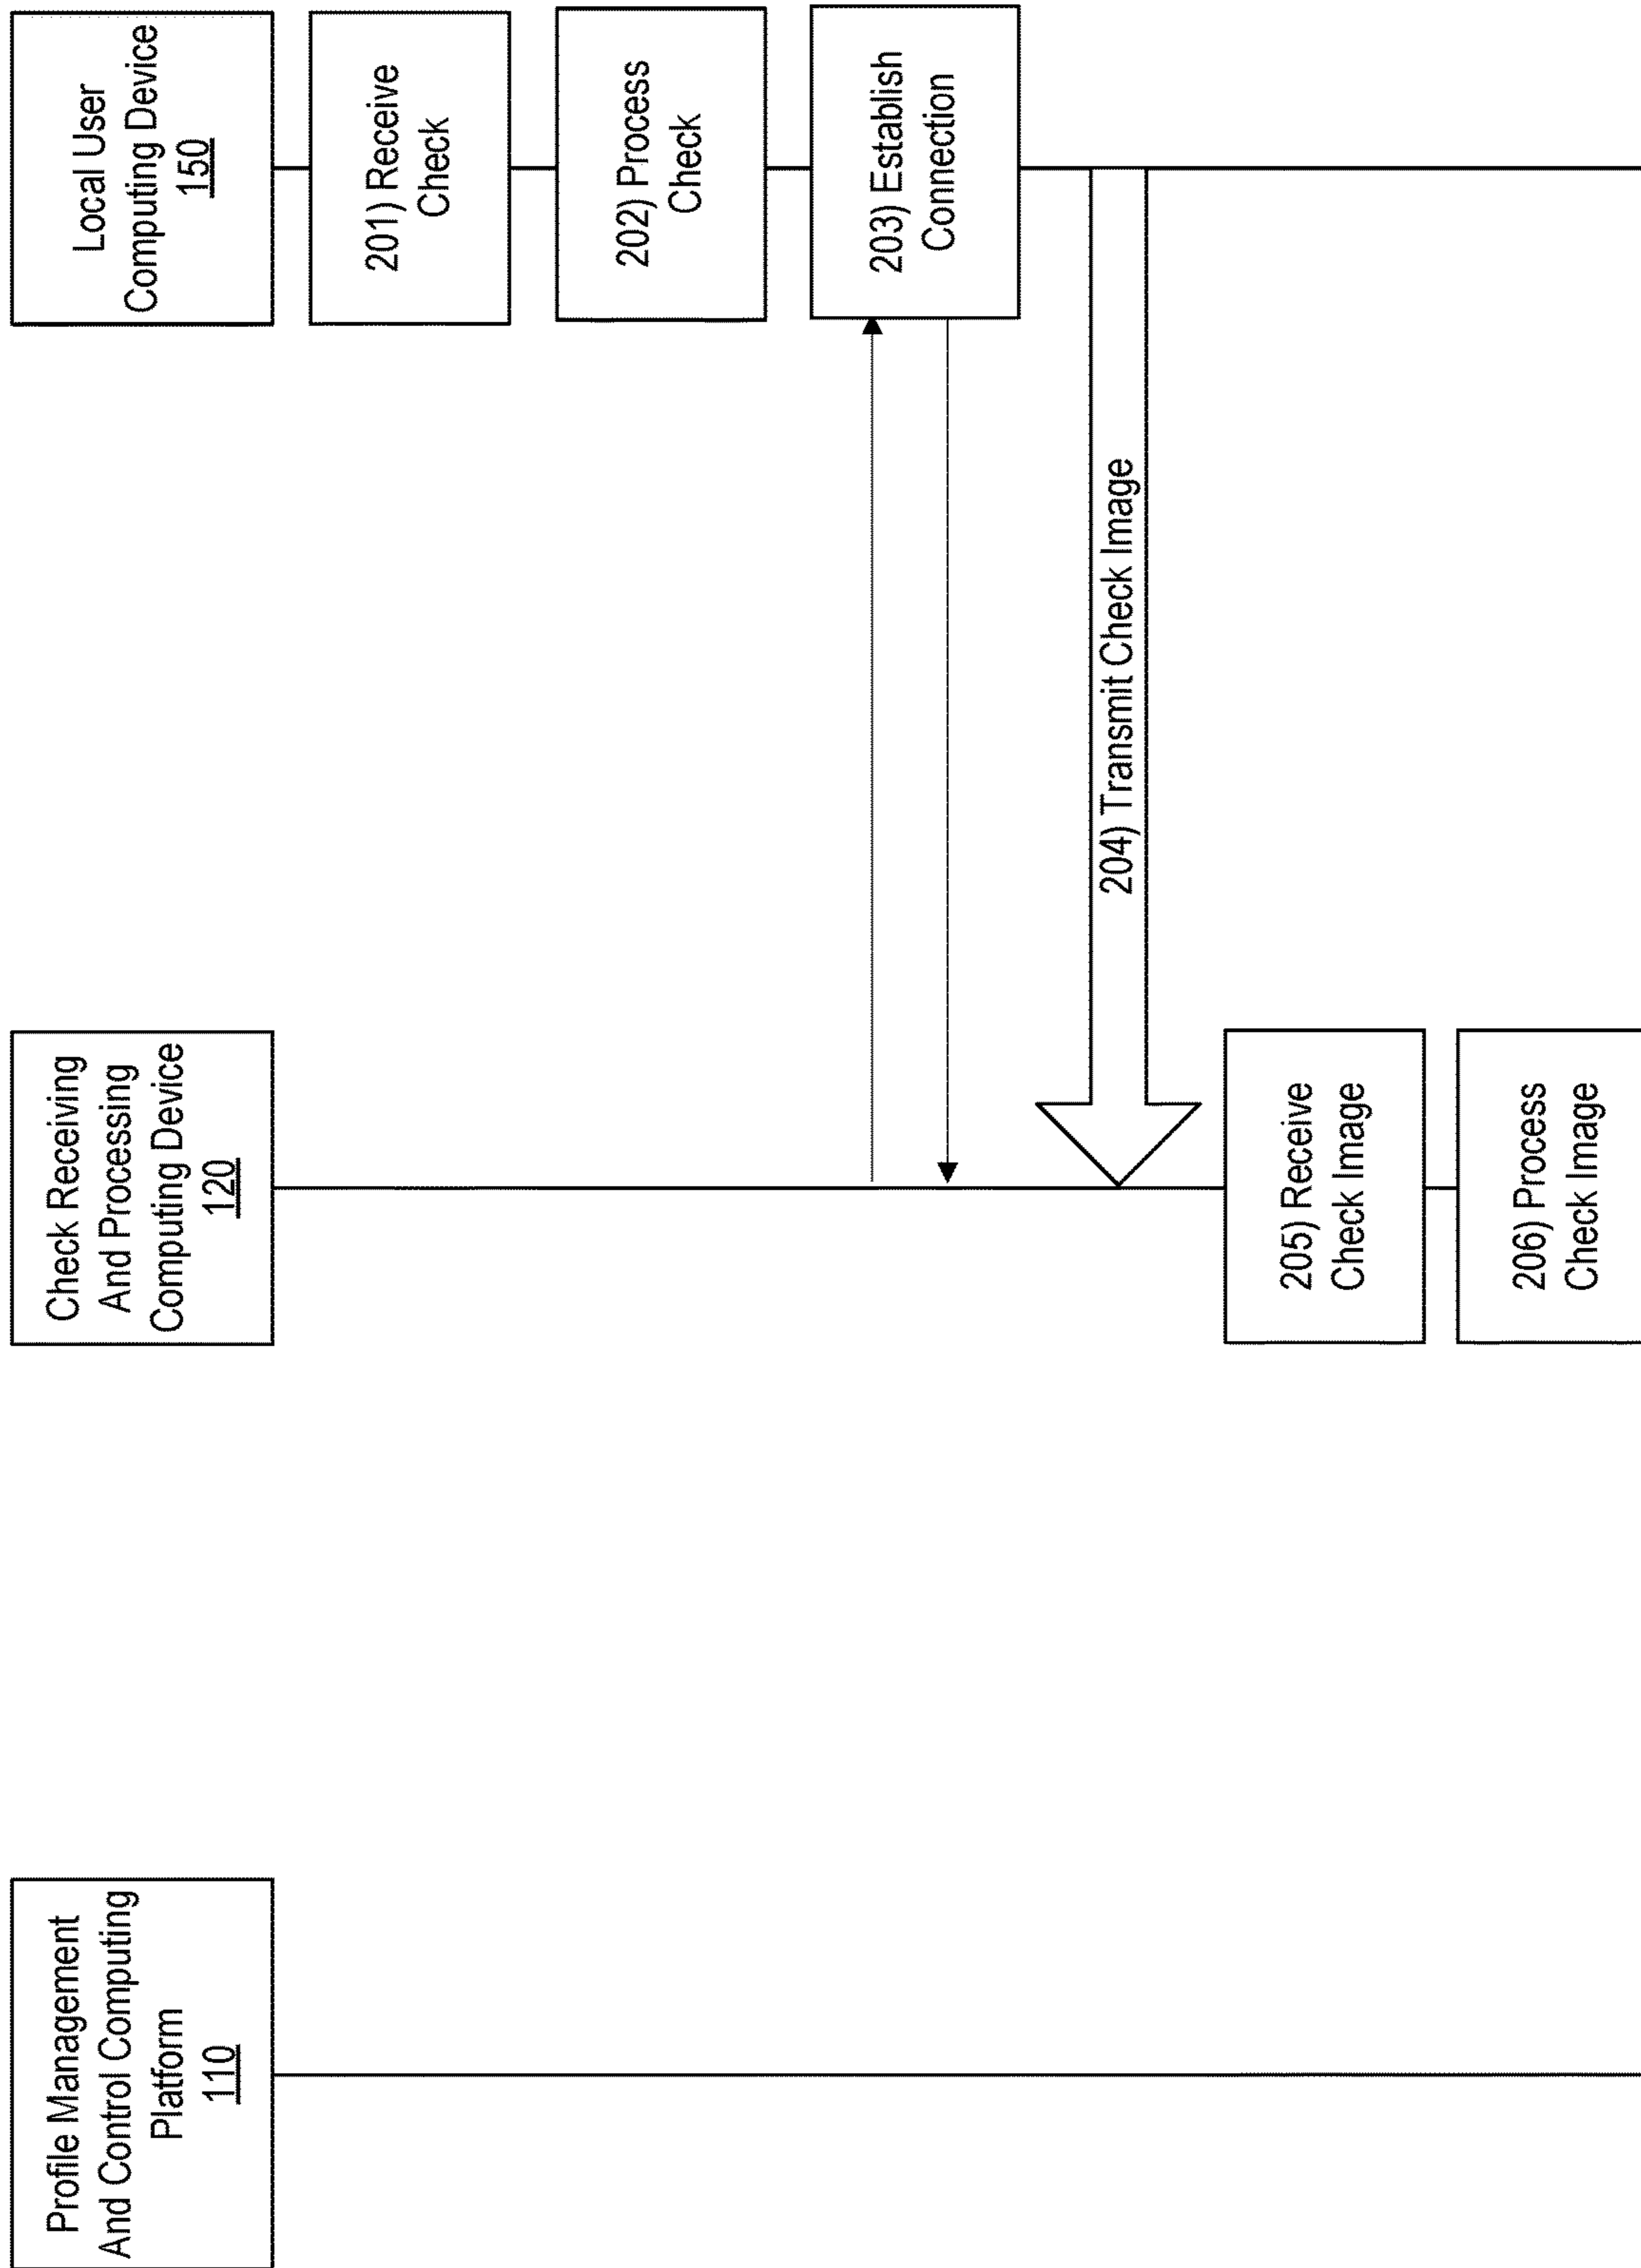 Profile Management
And Control Computing
Platform
110
Check Receiving
And Processing
Computing Device
120
Local User
Computing Device
150
201) Receive
Check
202) Process
Check
203) Establish
Connection
204) Transmit Check Image
205) Receive
Check Image
206) Process
Check Image